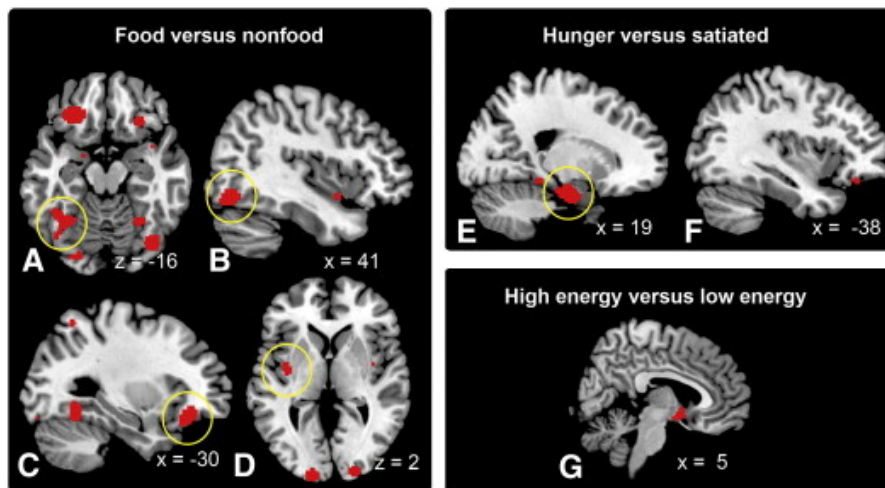 Food versus nonfood
A
z = -16
B
x = 41
C
x = -30
D
z = 2
Hunger versus satiated
E
x = 19
F
x = -38
High energy versus low energy
G
x = 5